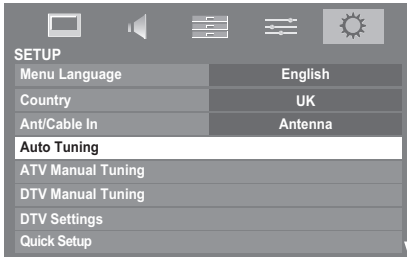 SETUP
Menu Language English
Country UK
Ant/Cable In Antenna
Auto Tuning
ATV Manual Tuning
DTV Manual Tuning
DTV Settings
Quick Setup